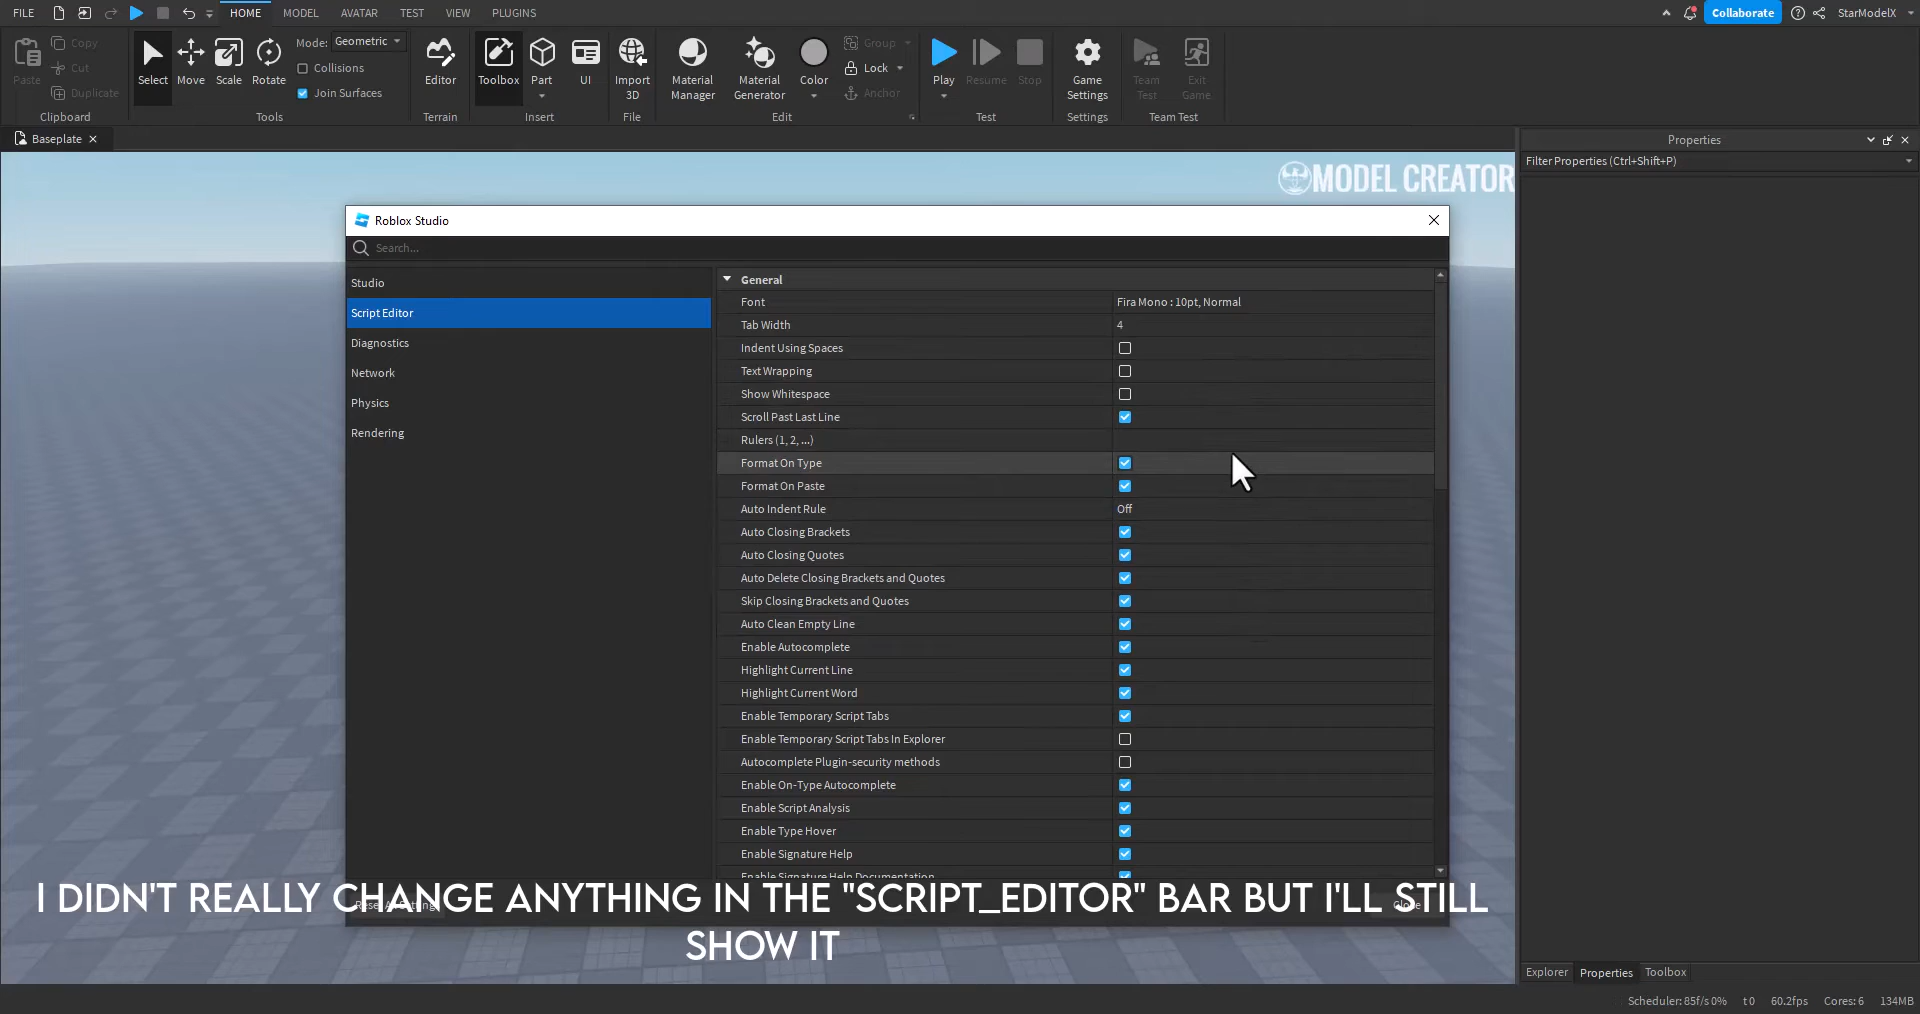 FILE
HOME
MODEL
AVATAR
TEST
VIEW
PLUGINS
Collaborate
StarModelX
Paste
Copy
Cut
Duplicate
Clipboard
Select
Move
Scale
Rotate
Mode: Geometric
Collisions
Join Surfaces
Tools
Editor
Terrain
Toolbox
Part
UI
Insert
Import
3D
File
Material
Manager
Material
Generator
Color
Group
Lock
Anchor
Edit
Play
Resume
Stop
Test
Game
Settings
Settings
Team
Test
Exit
Game
Team Test
Baseplate
Properties
Filter Properties (Ctrl+Shift+P)
MODEL CREATOR
Roblox Studio
Search...
Studio
Script Editor
Diagnostics
Network
Physics
Rendering
General
Font Fira Mono : 10pt, Normal
Tab Width 4
Indent Using Spaces
Text Wrapping
Show Whitespace
Scroll Past Last Line
Rulers (1, 2, ...)
Format On Type
Format On Paste
Auto Indent Rule Off
Auto Closing Brackets
Auto Closing Quotes
Auto Delete Closing Brackets and Quotes
Skip Closing Brackets and Quotes
Auto Clean Empty Line
Enable Autocomplete
Highlight Current Line
Highlight Current Word
Enable Temporary Script Tabs
Enable Temporary Script Tabs In Explorer
Autocomplete Plugin-security methods
Enable On-Type Autocomplete
Enable Script Analysis
Enable Type Hover
Enable Signature Help
Enable Signature Help Documentation
I DIDN'T REALLY CHANGE ANYTHING IN THE "SCRIPT_EDITOR" BAR BUT I'LL STILL
SHOW IT
Close
Explorer
Properties
Toolbox
Scheduler: 85f/s 0%
t 0
60.2fps
Cores: 6
134MB